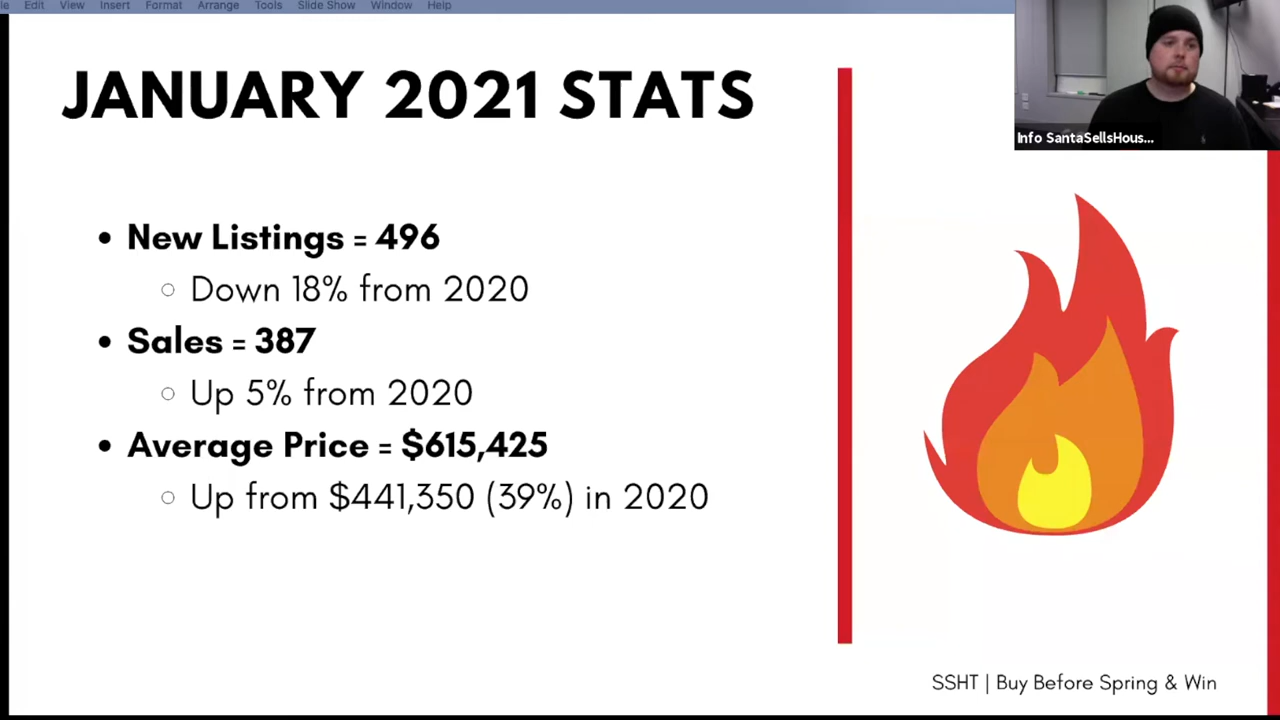 le Edit View Insert Format Arrange Tools Slide Show Window Help
JANUARY 2021 STATS
Info SantaSellsHous...
• New Listings = 496
○ Down 18% from 2020
• Sales = 387
○ Up 5% from 2020
• Average Price = $615,425
○ Up from $441,350 (39%) in 2020
SSHT | Buy Before Spring & Win